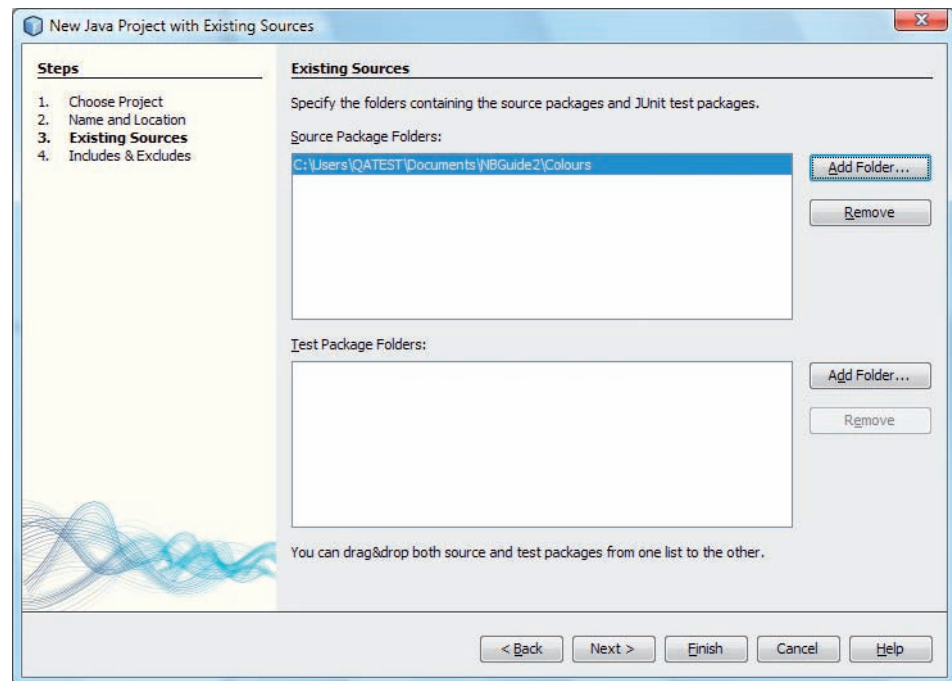 New Java Project with Existing Sources
Steps
1. Choose Project
2. Name and Location
3. Existing Sources
4. Includes & Excludes
Existing Sources
Specify the folders containing the source packages and JUnit test packages.
Source Package Folders:
C:\Users\QATEST\Documents\NBGuide2\Colours
Add Folder...
Remove
Test Package Folders:
Add Folder...
Remove
You can drag&drop both source and test packages from one list to the other.
< Back
Next >
Finish
Cancel
Help